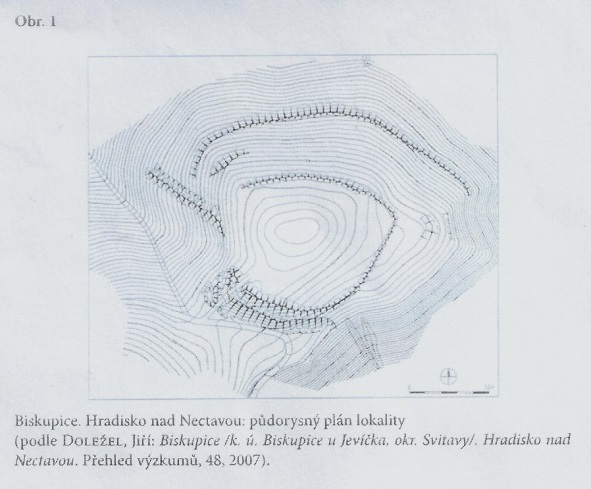 Obr. 1
Biskupice. Hradisko nad Nectavou: půdorysný plán lokality
(podle DOLEŽEL, Jiří: Biskupice /k. ú. Biskupice u Jevíčka, okr. Svitavy/. Hradisko nad
Nectavou. Přehled výzkumů, 48, 2007).